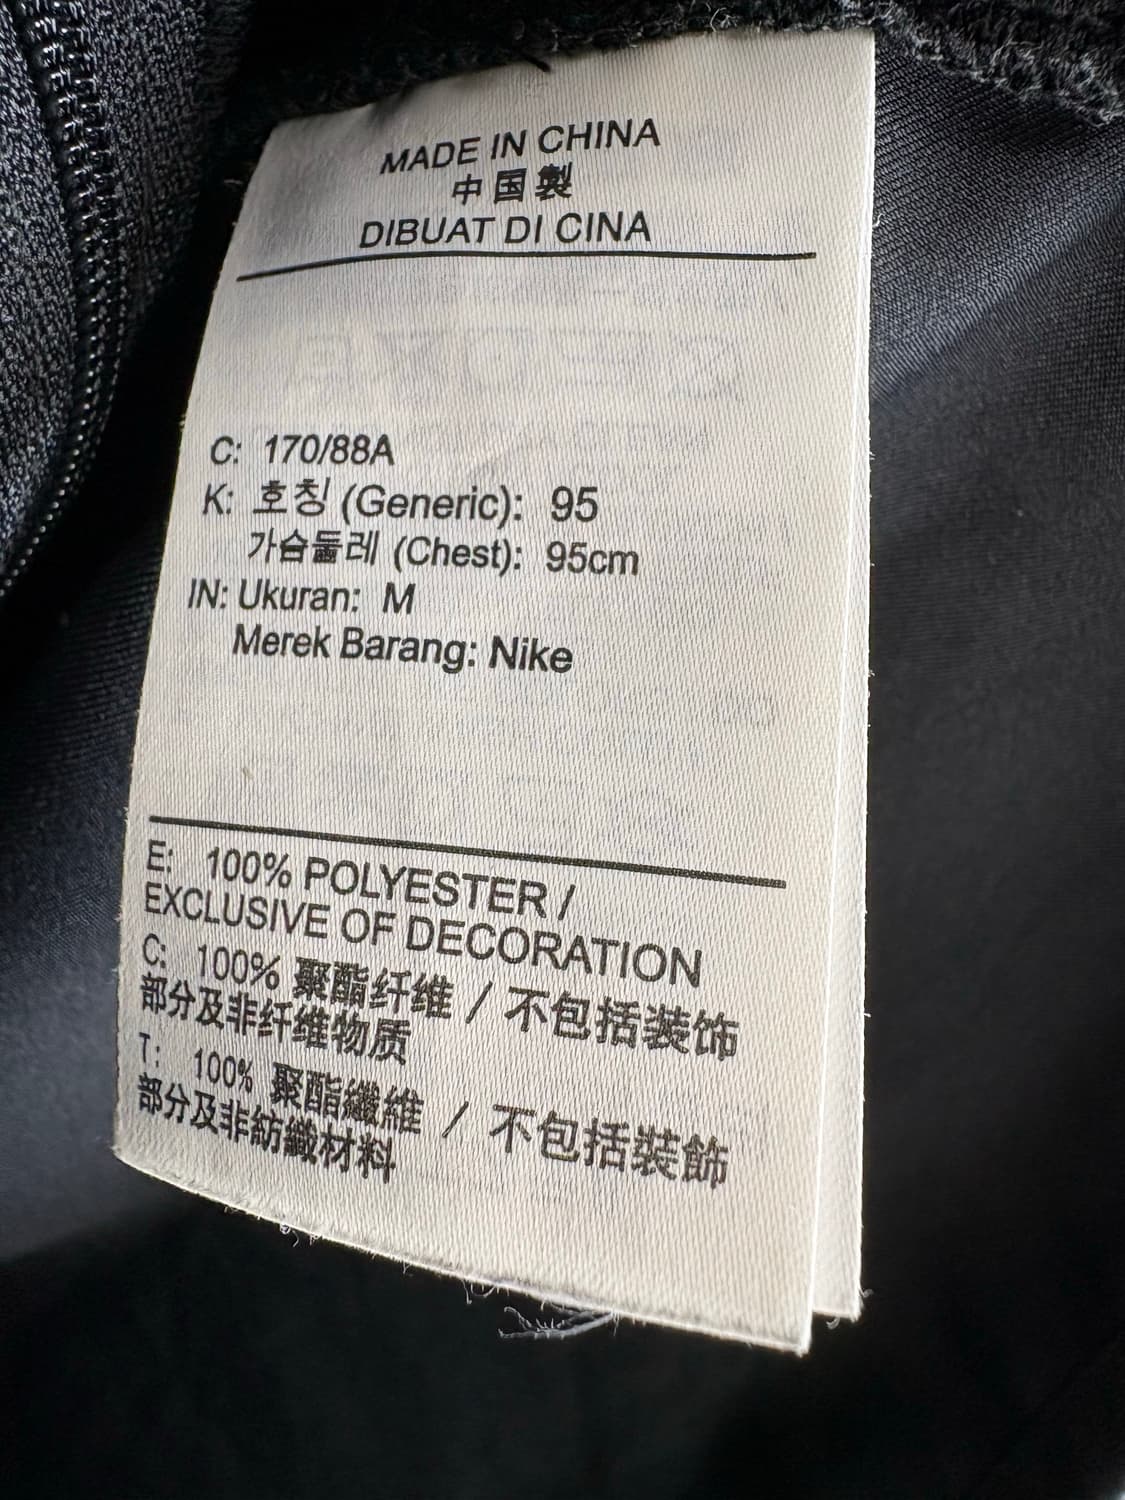 MADE IN CHINA
中国製
DIBUAT DI CINA
C: 170/88A
K: 호칭 (Generic): 95
가슴둘레 (Chest): 95cm
IN: Ukuran: M
Merek Barang: Nike
E: 100% POLYESTER /
EXCLUSIVE OF DECORATION
C: 100% 聚酯纤维 / 不包括装饰
部分及非纤维物质
T: 100% 聚酯纖維 / 不包括裝飾
部分及非紡織材料